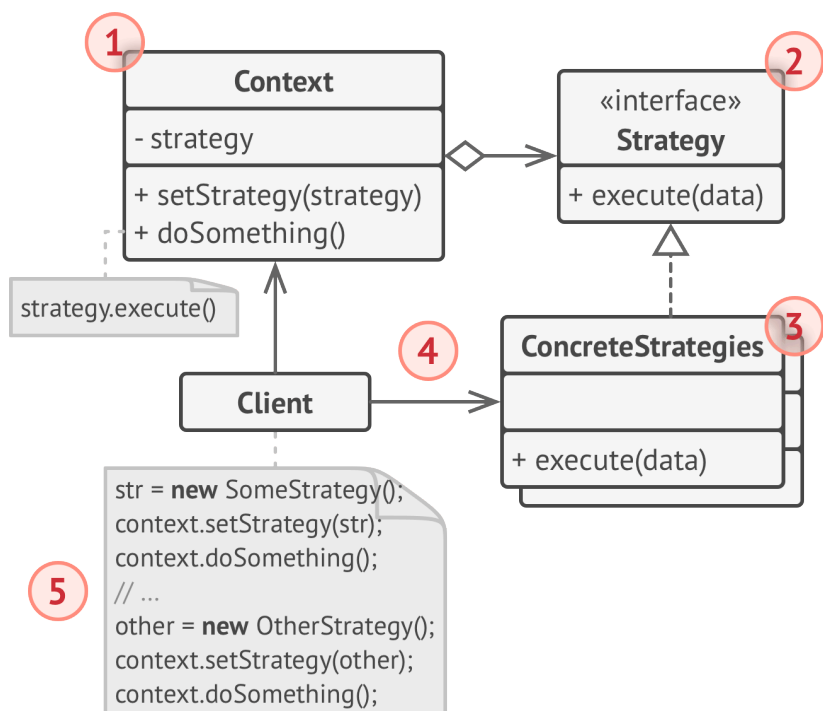 1
Context
- strategy
+ setStrategy(strategy)
+ doSomething()
2
«interface»
Strategy
+ execute(data)
strategy.execute()
3
ConcreteStrategies
+ execute(data)
4
Client
5
str = new SomeStrategy();
context.setStrategy(str);
context.doSomething();
// ...
other = new OtherStrategy();
context.setStrategy(other);
context.doSomething();